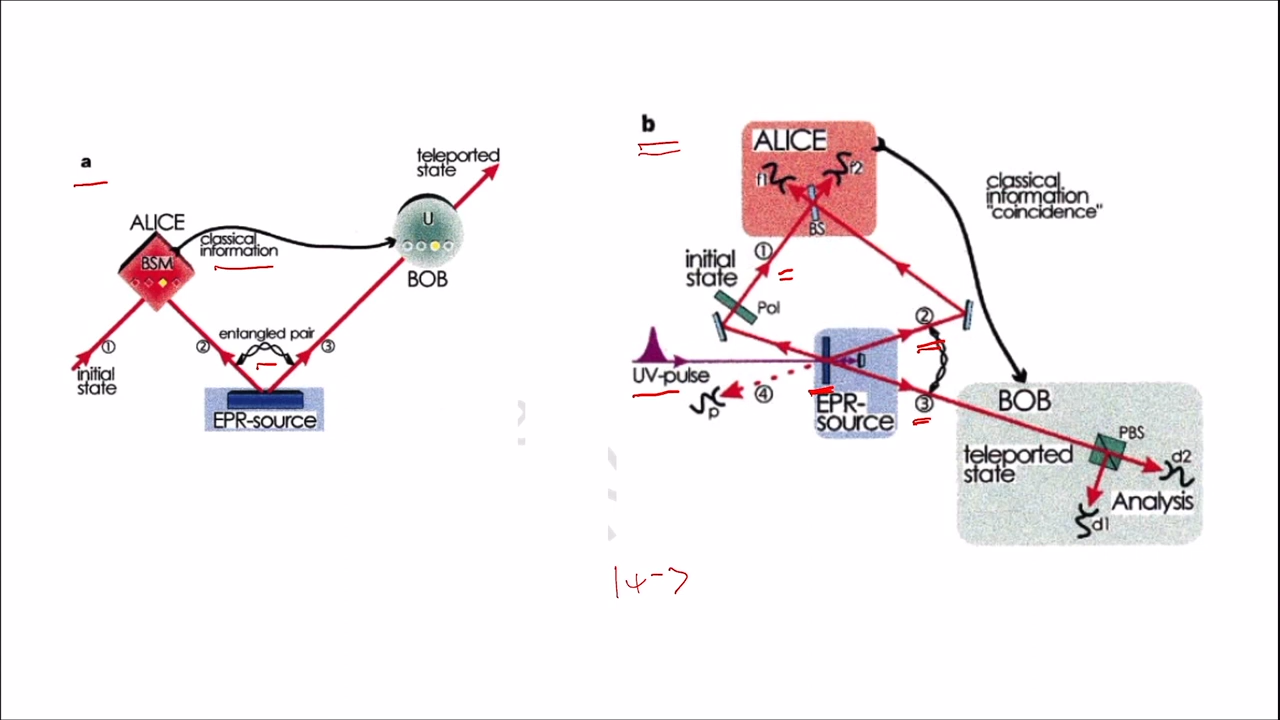 a
teleported
state
ALICE
U
classical
information
BSM
BOB
entangled pair
①
②
③
initial
state
EPR-source
b
ALICE
f1
f2
classical
information
"coincidence"
BS
①
initial
state
Pol
②
UV-pulse
④
p
EPR-
source
③
BOB
PBS
teleported
state
d2
Analysis
d1
|ψ->